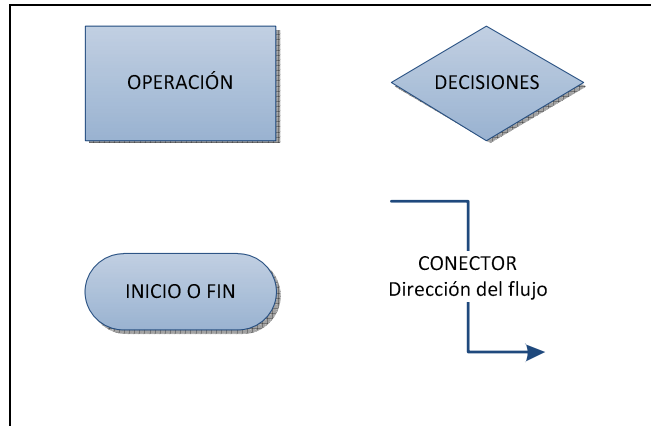 OPERACIÓN
DECISIONES
INICIO O FIN
CONECTOR
Dirección del flujo